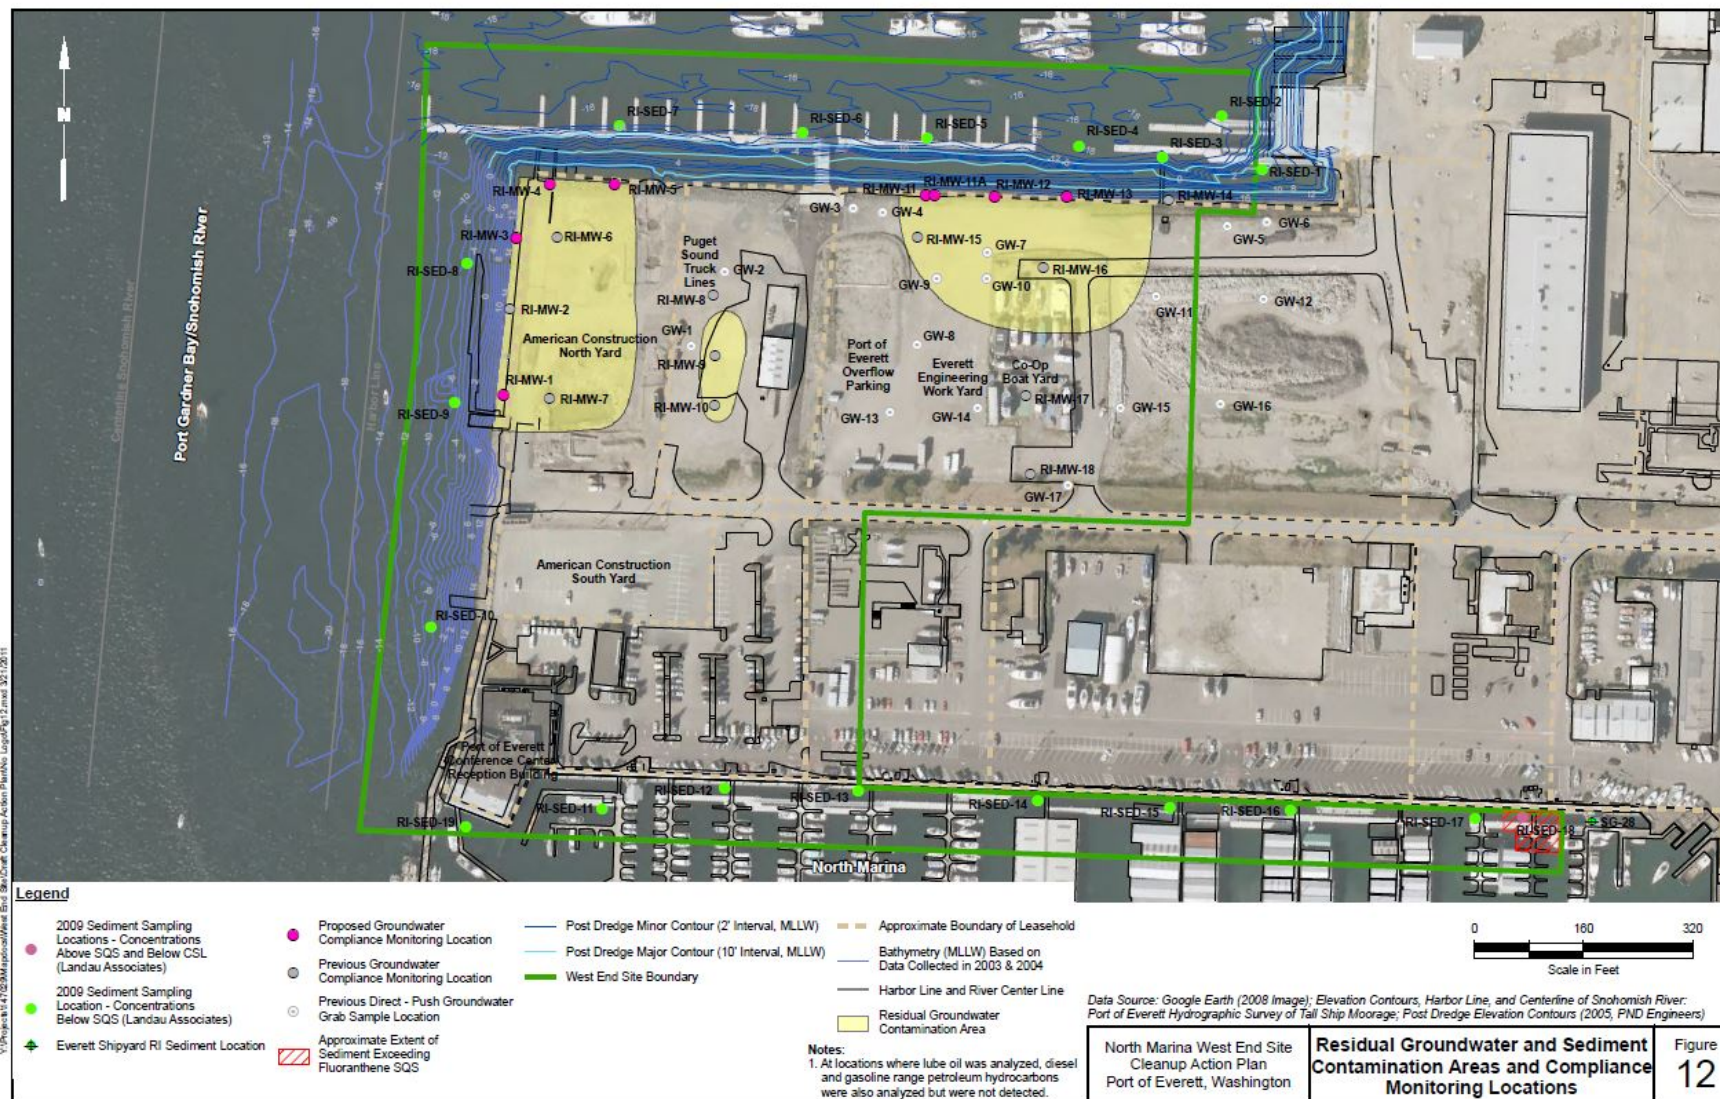 N
RI-SED-7
RI-SED-6
RI-SED-5
RI-SED-4
RI-SED-3
RI-SED-2
RI-SED-1
RI-MW-4
RI-MW-5
RI-MW-11
RI-MW-11A
RI-MW-12
RI-MW-13
RI-MW-14
GW-3
GW-4
GW-5
GW-6
RI-MW-3
RI-MW-6
RI-MW-15
GW-7
Puget
Sound
Truck
Lines
GW-2
RI-SED-8
RI-MW-16
GW-9
GW-10
RI-MW-8
GW-11
GW-12
RI-MW-2
Port Gardner Bay/Snohomish River
Harbor Line
American Construction
North Yard
GW-1
RI-MW-9
GW-8
Port of
Everett
Overflow
Parking
Everett
Engineering
Work Yard
Co-Op
Boat Yard
RI-MW-1
RI-MW-7
RI-MW-10
RI-MW-17
RI-SED-9
GW-13
GW-14
GW-15
GW-16
RI-MW-18
GW-17
American Construction
South Yard
RI-SED-10
Port of Everett
Conference Center
Reception Building
RI-SED-19
RI-SED-11
RI-SED-12
RI-SED-13
RI-SED-14
RI-SED-15
RI-SED-16
RI-SED-17
RI-SED-18
SG-28
North Marina
Legend
2009 Sediment Sampling
Locations - Concentrations
Above SQS and Below CSL
(Landau Associates)
2009 Sediment Sampling
Location - Concentrations
Below SQS (Landau Associates)
Everett Shipyard RI Sediment Location
Proposed Groundwater
Compliance Monitoring Location
Previous Groundwater
Compliance Monitoring Location
Previous Direct - Push Groundwater
Grab Sample Location
Approximate Extent of
Sediment Exceeding
Fluoranthene SQS
Post Dredge Minor Contour (2' Interval, MLLW)
Post Dredge Major Contour (10' Interval, MLLW)
West End Site Boundary
Approximate Boundary of Leasehold
Bathymetry (MLLW) Based on
Data Collected in 2003 & 2004
Harbor Line and River Center Line
Residual Groundwater
Contamination Area
Notes:
1. At locations where lube oil was analyzed, diesel
and gasoline range petroleum hydrocarbons
were also analyzed but were not detected.
0 160 320
Scale in Feet
Data Source: Google Earth (2008 Image); Elevation Contours, Harbor Line, and Centerline of Snohomish River:
Port of Everett Hydrographic Survey of Tall Ship Moorage; Post Dredge Elevation Contours (2005, PND Engineers)
North Marina West End Site
Cleanup Action Plan
Port of Everett, Washington
Residual Groundwater and Sediment
Contamination Areas and Compliance
Monitoring Locations
Figure
12